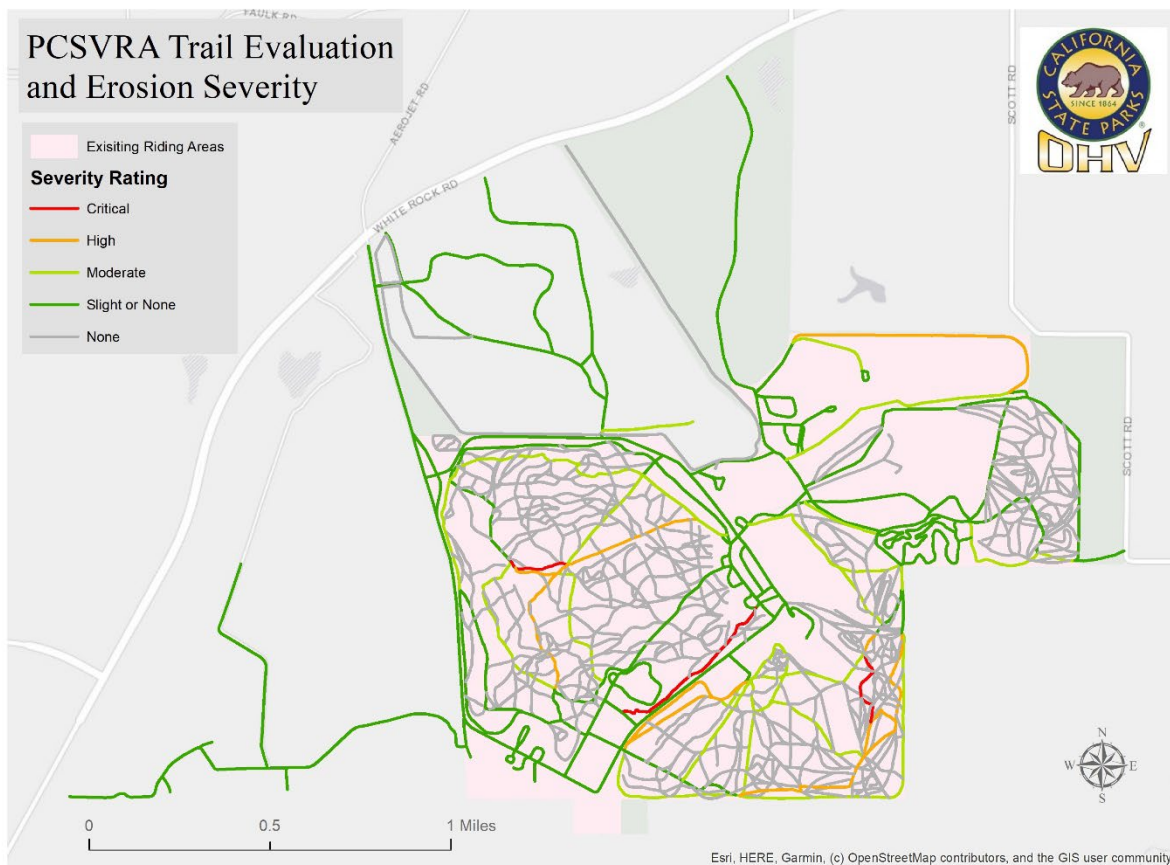 FAULK RD
PCSVRA Trail Evaluation
and Erosion Severity
AEROJET RD
SCOTT RD
CALIFORNIA
STATE PARKS
SINCE 1864
OHV
®
Exisiting Riding Areas
Severity Rating
Critical
High
Moderate
Slight or None
None
WHITE ROCK RD
SCOTT RD
N
W E
S
0 0.5 1 Miles
Esri, HERE, Garmin, (c) OpenStreetMap contributors, and the GIS user community